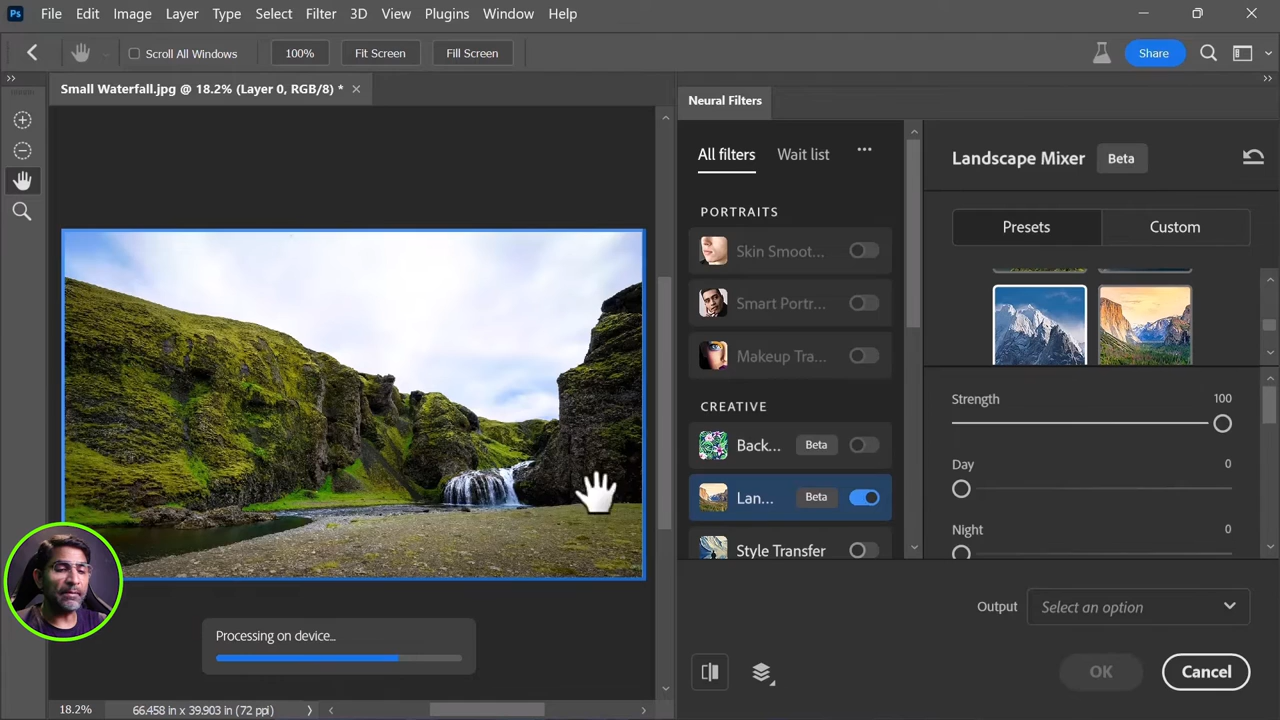 Ps File Edit Image Layer Type Select Filter 3D View Plugins Window Help
Scroll All Windows 100% Fit Screen Fill Screen Share
Small Waterfall.jpg @ 18.2% (Layer 0, RGB/8) *
Neural Filters
All filters Wait list
Landscape Mixer Beta
PORTRAITS
Presets Custom
Skin Smoot...
Smart Portr...
Makeup Tra...
CREATIVE
Strength 100
Back... Beta
Day 0
Lan... Beta
Night 0
Style Transfer
Output Select an option
Processing on device...
OK Cancel
18.2% 66.458 in x 39.903 in (72 ppi)